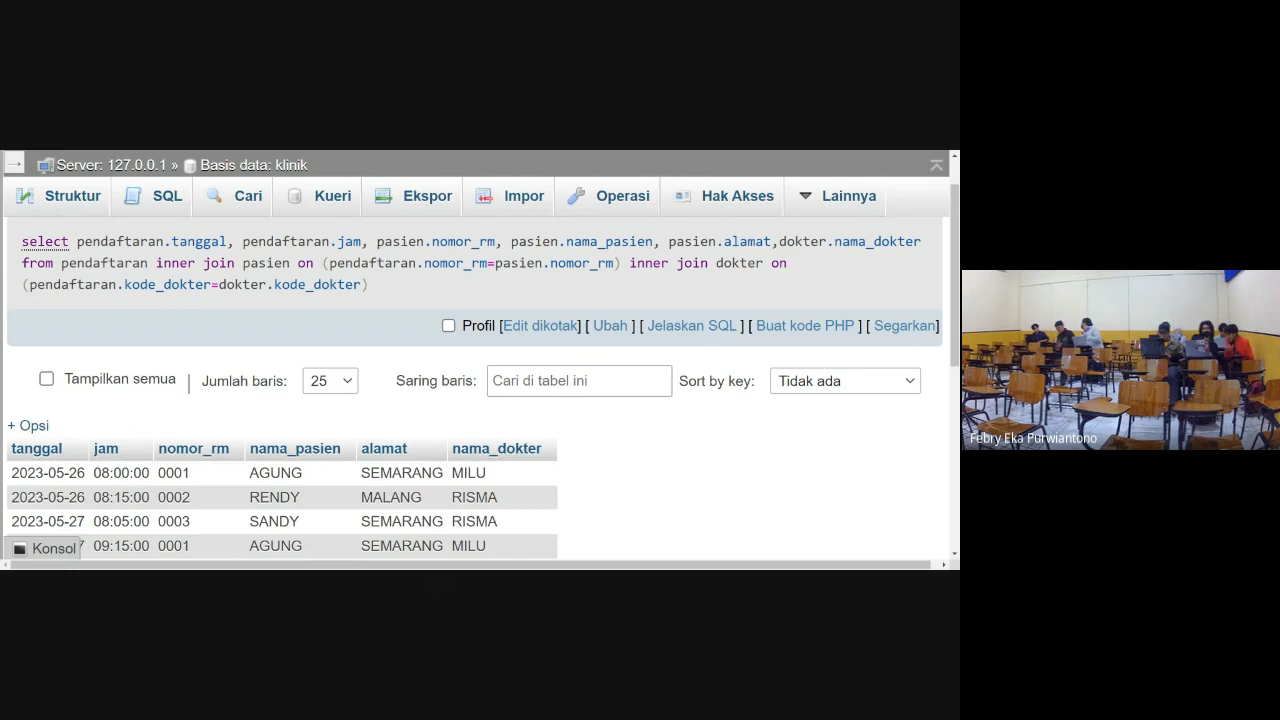 Server: 127.0.0.1 » Basis data: klinik
Struktur SQL Cari Kueri Ekspor Impor Operasi Hak Akses Lainnya
select pendaftaran.tanggal, pendaftaran.jam, pasien.nomor_rm, pasien.nama_pasien, pasien.alamat,dokter.nama_dokter
from pendaftaran inner join pasien on (pendaftaran.nomor_rm=pasien.nomor_rm) inner join dokter on
(pendaftaran.kode_dokter=dokter.kode_dokter)
Profil [Edit dikotak] [ Ubah ] [ Jelaskan SQL ] [ Buat kode PHP ] [ Segarkan]
Tampilkan semua | Jumlah baris: 25 Saring baris: Cari di tabel ini Sort by key: Tidak ada
+ Opsi
tanggal jam nomor_rm nama_pasien alamat nama_dokter
2023-05-26 08:00:00 0001 AGUNG SEMARANG MILU
2023-05-26 08:15:00 0002 RENDY MALANG RISMA
2023-05-27 08:05:00 0003 SANDY SEMARANG RISMA
09:15:00 0001 AGUNG SEMARANG MILU
Konsol
Febry Eka Purwiantono